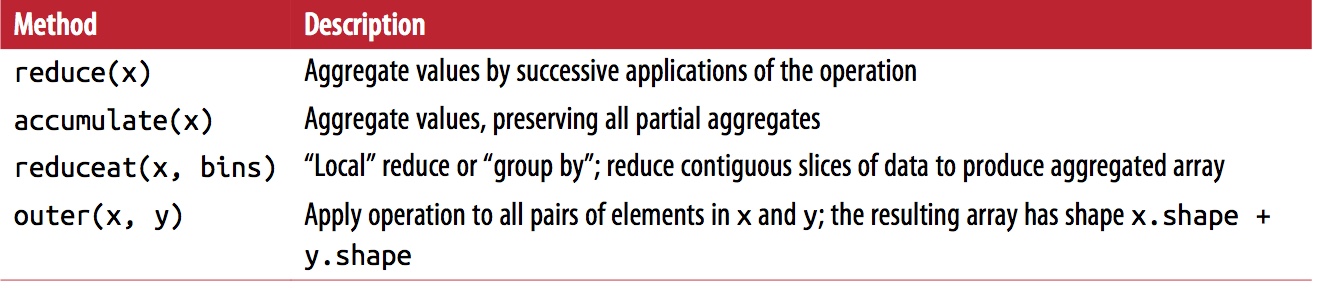 Method Description
reduce(x) Aggregate values by successive applications of the operation
accumulate(x) Aggregate values, preserving all partial aggregates
reduceat(x, bins) “Local” reduce or “group by”; reduce contiguous slices of data to produce aggregated array
outer(x, y) Apply operation to all pairs of elements in x and y; the resulting array has shape x.shape +
y.shape